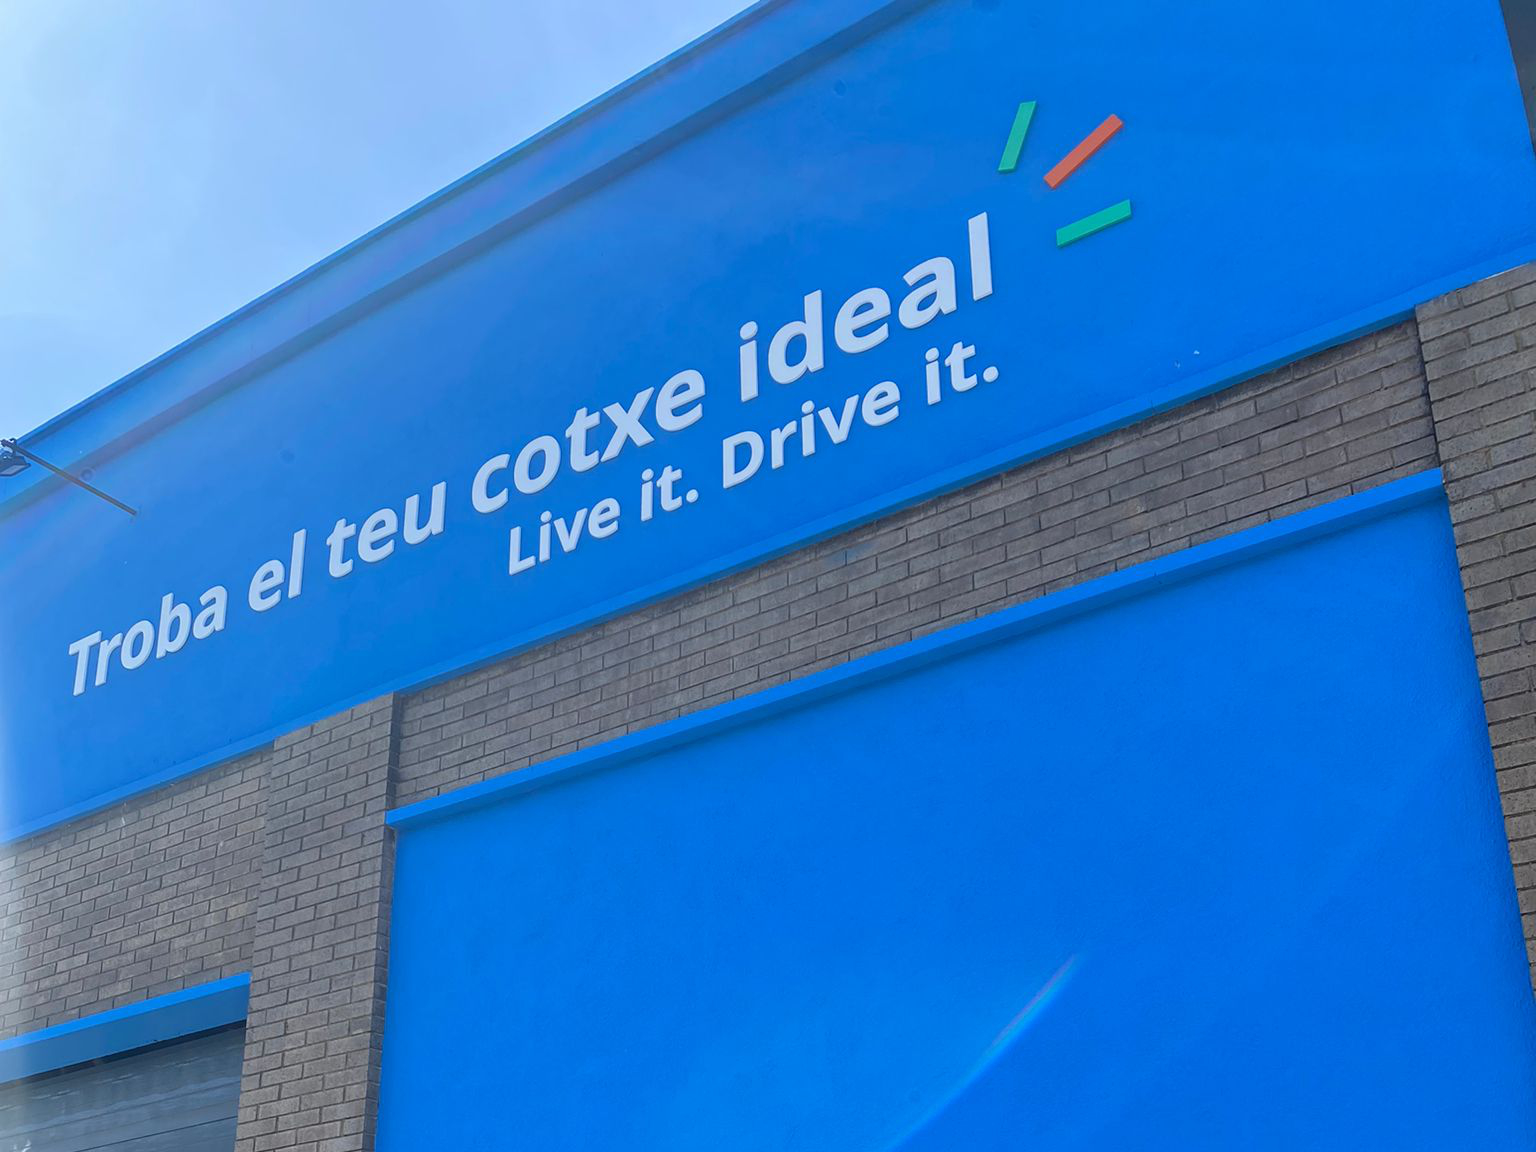 Troba el teu cotxe ideal
Live it. Drive it.